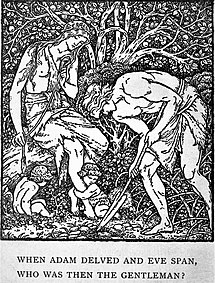 WHEN ADAM DELVED AND EVE SPAN,
WHO WAS THEN THE GENTLEMAN?